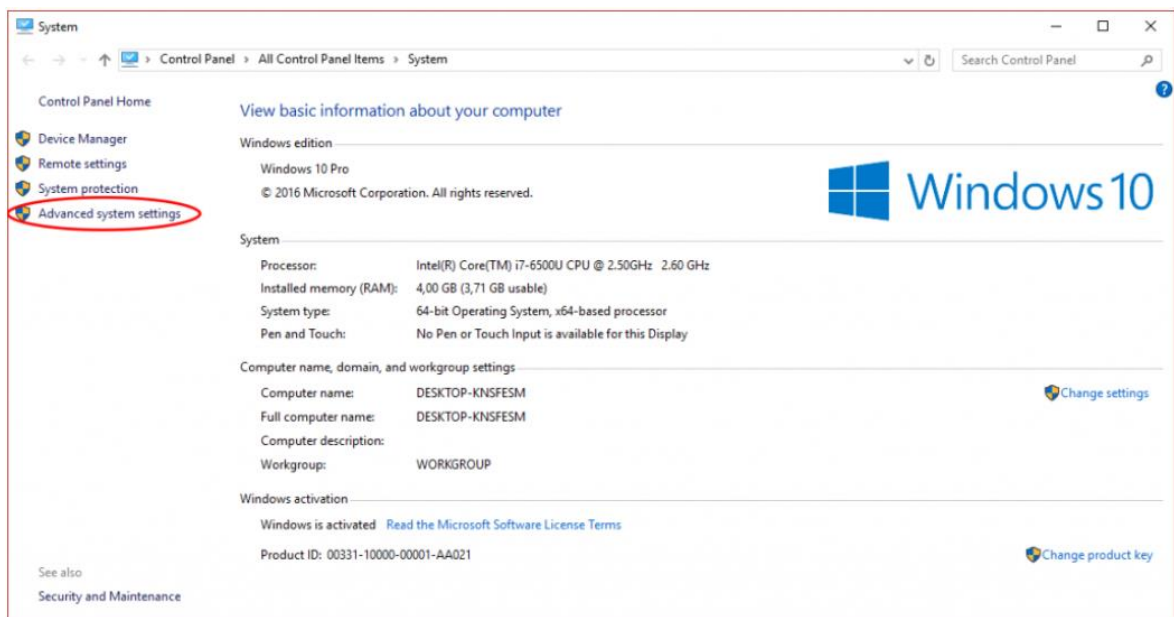 System
Control Panel > All Control Panel Items > System
Search Control Panel
Control Panel Home
Device Manager
Remote settings
System protection
Advanced system settings
See also
Security and Maintenance
View basic information about your computer
Windows edition
Windows 10 Pro
© 2016 Microsoft Corporation. All rights reserved.
Windows 10
System
Processor: Intel(R) Core(TM) i7-6500U CPU @ 2.50GHz 2.60 GHz
Installed memory (RAM): 4,00 GB (3,71 GB usable)
System type: 64-bit Operating System, x64-based processor
Pen and Touch: No Pen or Touch Input is available for this Display
Computer name, domain, and workgroup settings
Computer name: DESKTOP-KNSFESM
Change settings
Full computer name: DESKTOP-KNSFESM
Computer description:
Workgroup: WORKGROUP
Windows activation
Windows is activated Read the Microsoft Software License Terms
Product ID: 00331-10000-00001-AA021
Change product key